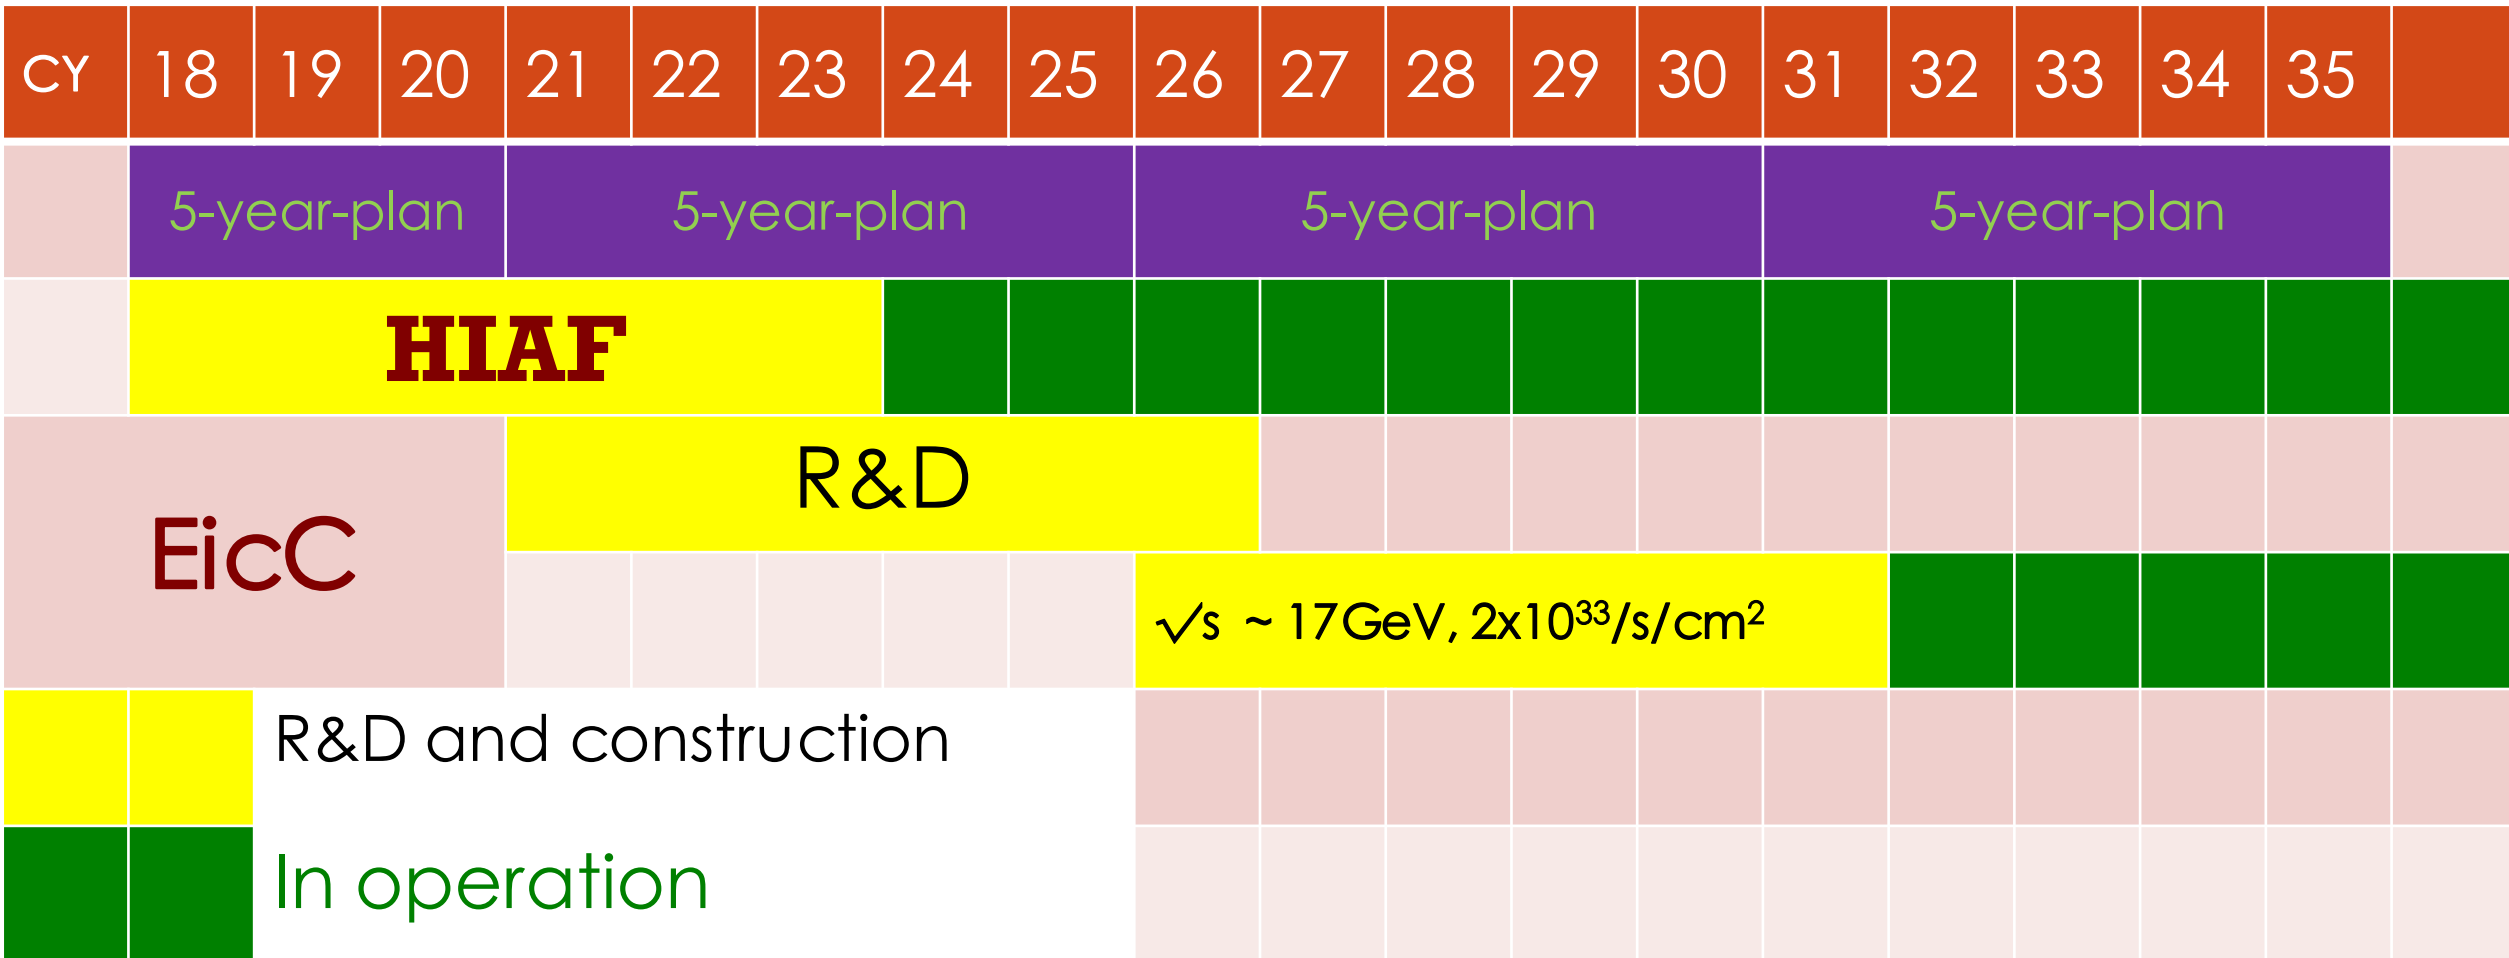 CY 18 19 20 21 22 23 24 25 26 27 28 29 30 31 32 33 34 35
5-year-plan 5-year-plan 5-year-plan 5-year-plan
HIAF
R&D
EicC
√s ~ 17GeV, 2x10³³/s/cm²
R&D and construction
In operation